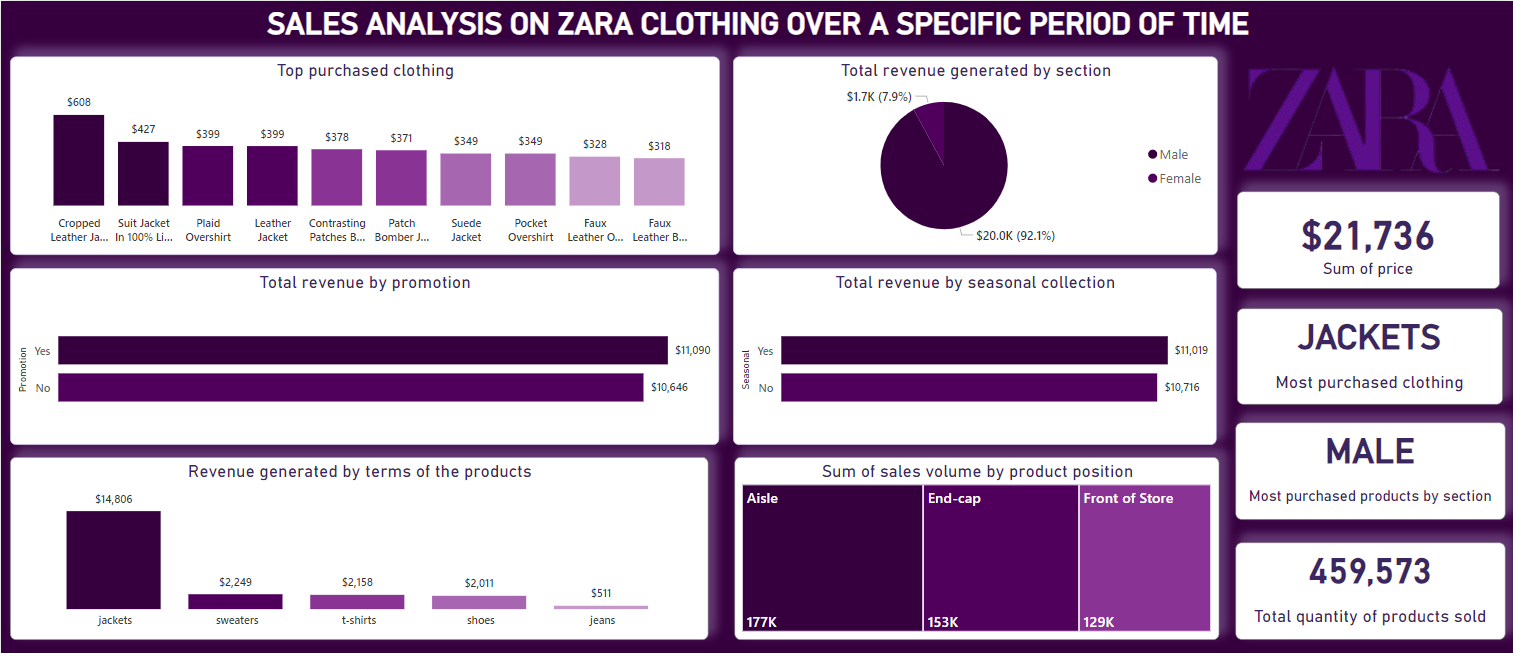 SALES ANALYSIS ON ZARA CLOTHING OVER A SPECIFIC PERIOD OF TIME
Top purchased clothing
$608
$427
$399
$399
$378
$371
$349
$349
$328
$318
Cropped
Leather Ja...
Suit Jacket
In 100% Li...
Plaid
Overshirt
Leather
Jacket
Contrasting
Patches B...
Patch
Bomber J...
Suede
Jacket
Pocket
Overshirt
Faux
Leather O...
Faux
Leather B...
Total revenue generated by section
$1.7K (7.9%)
$20.0K (92.1%)
Male
Female
ZARA
$21,736
Sum of price
Total revenue by promotion
Promotion
Yes
$11,090
No
$10,646
Total revenue by seasonal collection
Seasonal
Yes
$11,019
No
$10,716
JACKETS
Most purchased clothing
MALE
Most purchased products by section
Revenue generated by terms of the products
$14,806
$2,249
$2,158
$2,011
$511
jackets
sweaters
t-shirts
shoes
jeans
Sum of sales volume by product position
Aisle
177K
End-cap
153K
Front of Store
129K
459,573
Total quantity of products sold